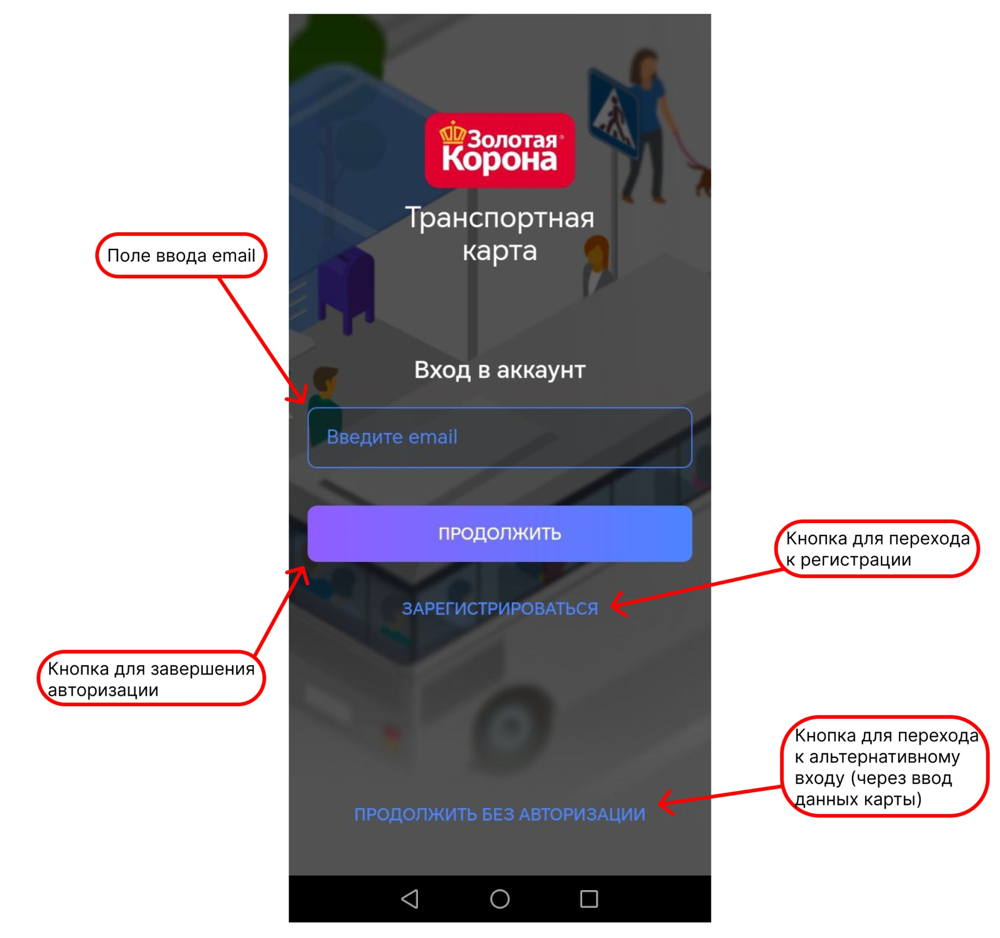 Золотая®
Корона
Транспортная
карта
Поле ввода email
Вход в аккаунт
Введите email
ПРОДОЛЖИТЬ
Кнопка для перехода
к регистрации
ЗАРЕГИСТРИРОВАТЬСЯ
Кнопка для завершения
авторизации
Кнопка для перехода
к альтернативному
входу (через ввод
данных карты)
ПРОДОЛЖИТЬ БЕЗ АВТОРИЗАЦИИ